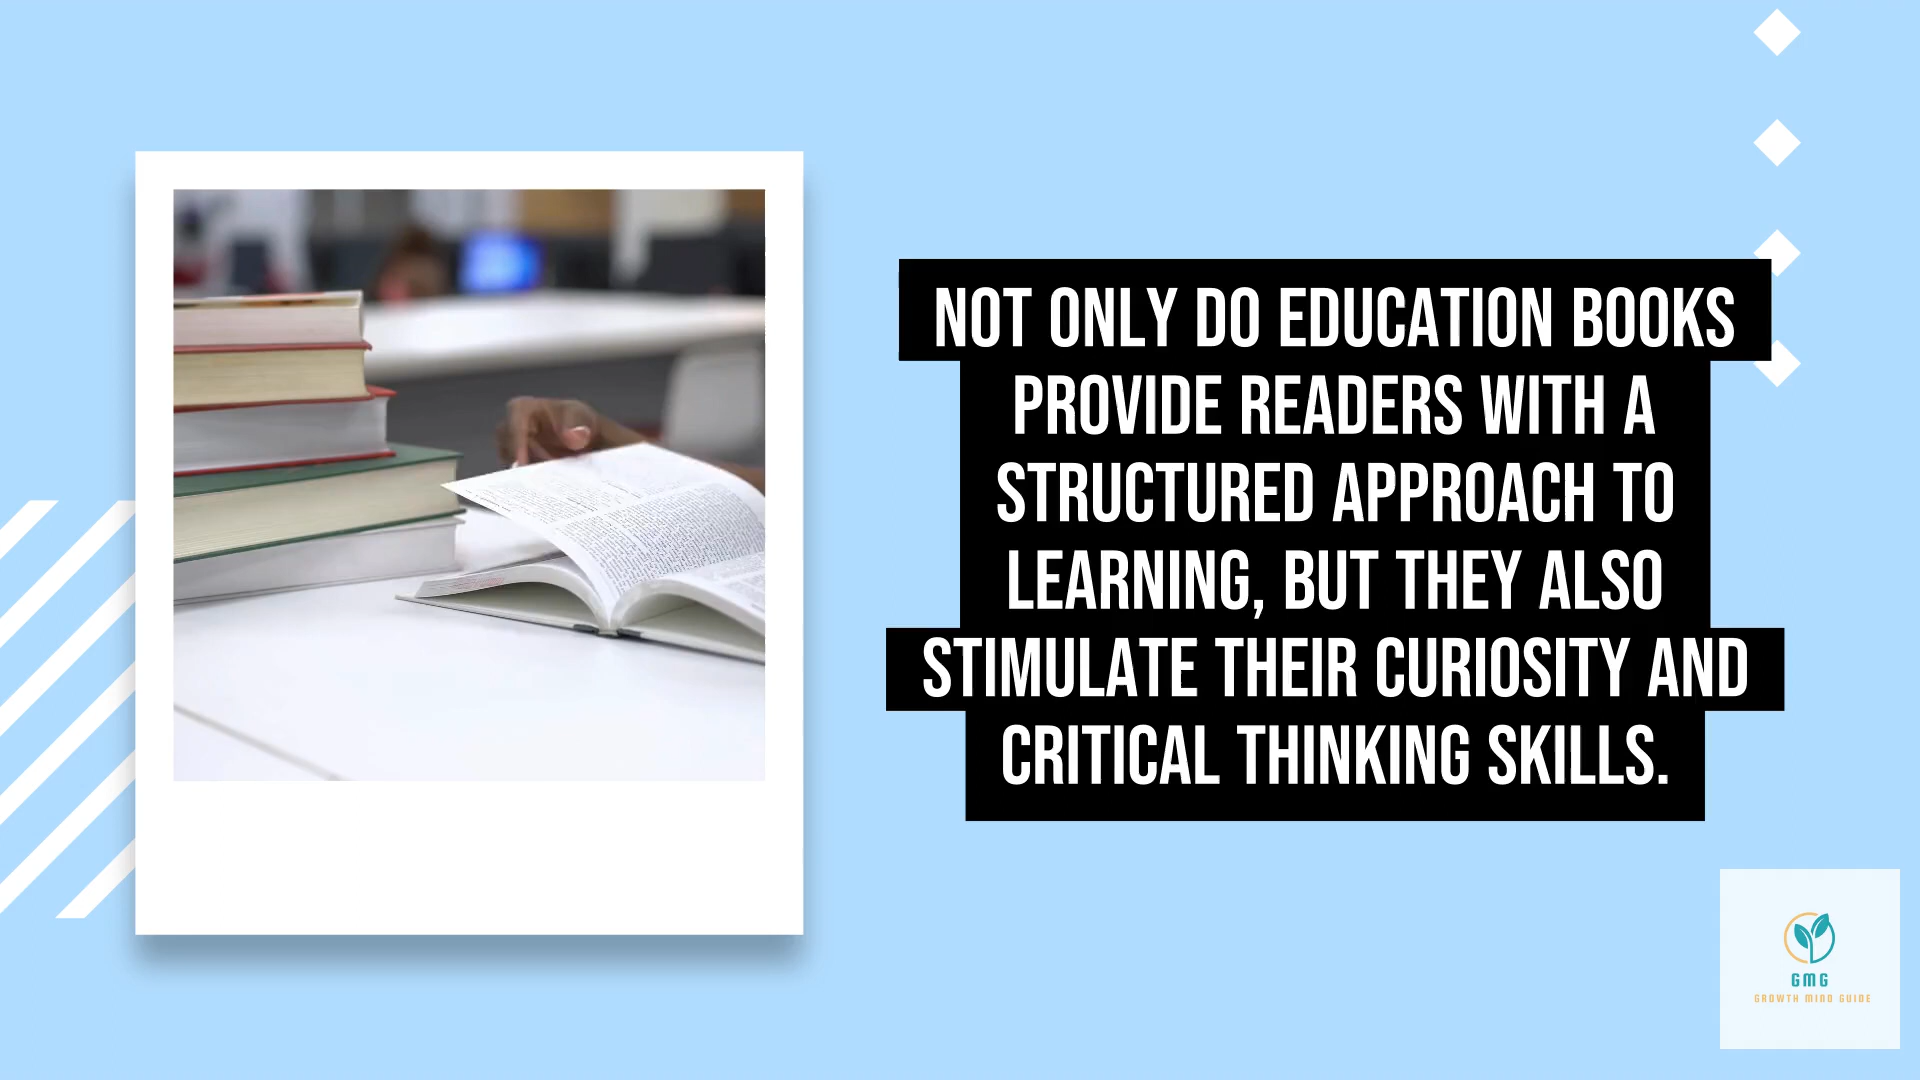 NOT ONLY DO EDUCATION BOOKS
PROVIDE READERS WITH A
STRUCTURED APPROACH TO
LEARNING, BUT THEY ALSO
STIMULATE THEIR CURIOSITY AND
CRITICAL THINKING SKILLS.
GMG
GROWTH MIND GUIDE